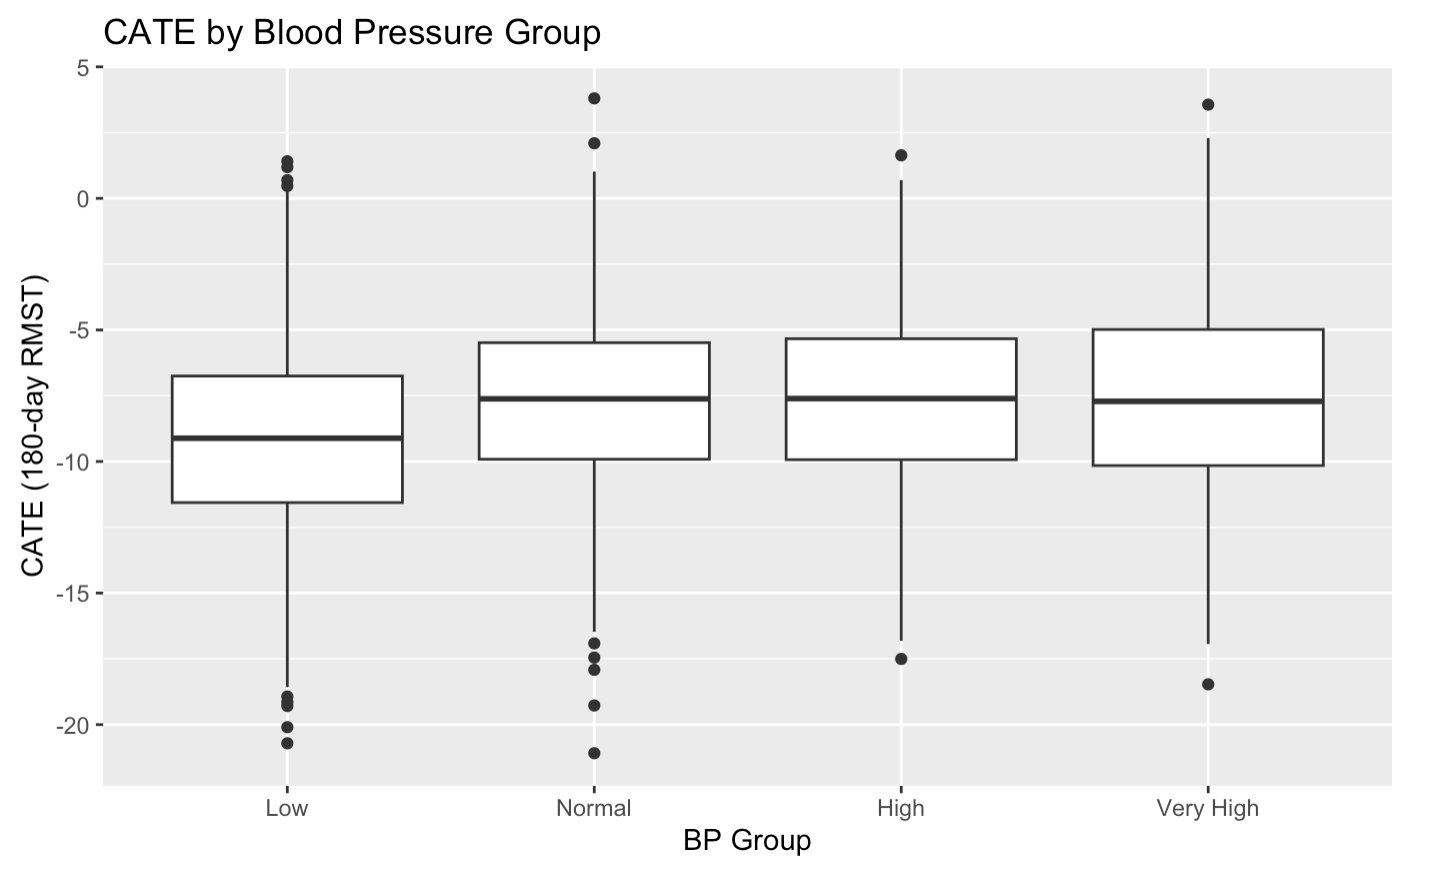 CATE by Blood Pressure Group
CATE (180-day RMST)
5
0
-5
-10
-15
-20
Low
Normal
High
Very High
BP Group